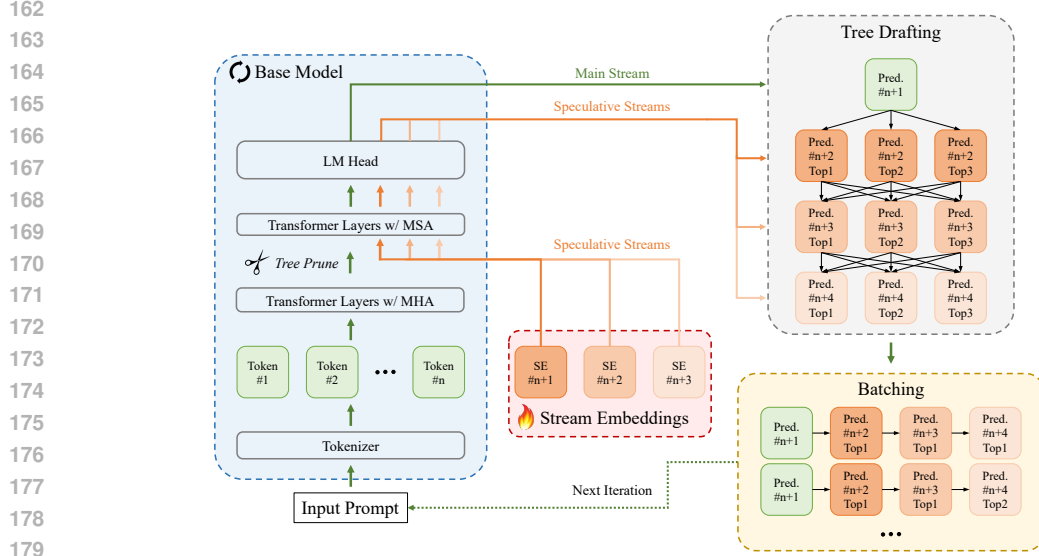 162
163
164
165
166
167
168
169
170
171
172
173
174
175
176
177
178
179
Base Model
LM Head
Transformer Layers w/ MSA
Tree Prune
Transformer Layers w/ MHA
Token
#1
Token
#2
•••
Token
#n
Tokenizer
Input Prompt
Main Stream
Speculative Streams
Speculative Streams
SE
#n+1
SE
#n+2
SE
#n+3
Stream Embeddings
Next Iteration
Tree Drafting
Pred.
#n+1
Pred.
#n+2
Top1
Pred.
#n+2
Top2
Pred.
#n+2
Top3
Pred.
#n+3
Top1
Pred.
#n+3
Top2
Pred.
#n+3
Top3
Pred.
#n+4
Top1
Pred.
#n+4
Top2
Pred.
#n+4
Top3
Batching
Pred.
#n+1
Pred.
#n+2
Top1
Pred.
#n+3
Top1
Pred.
#n+4
Top1
Pred.
#n+1
Pred.
#n+2
Top1
Pred.
#n+3
Top1
Pred.
#n+4
Top2
•••